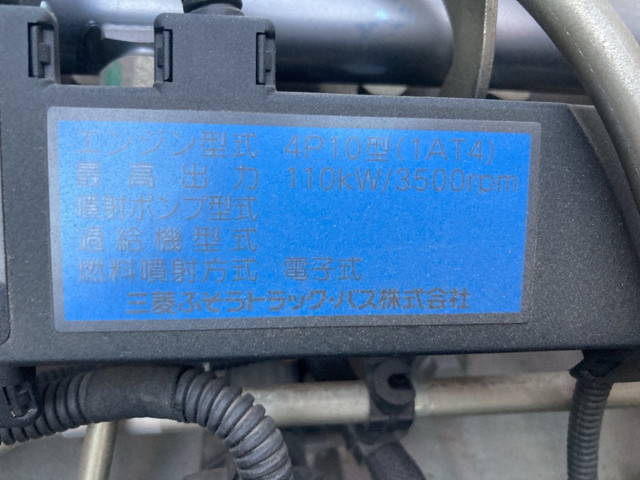 エンジン型式 4P10型(1AT4)
最高出力 110kW/3500rpm
噴射ポンプ型式
過給機型式
燃料噴射方式 電子式
三菱ふそうトラック・バス株式会社